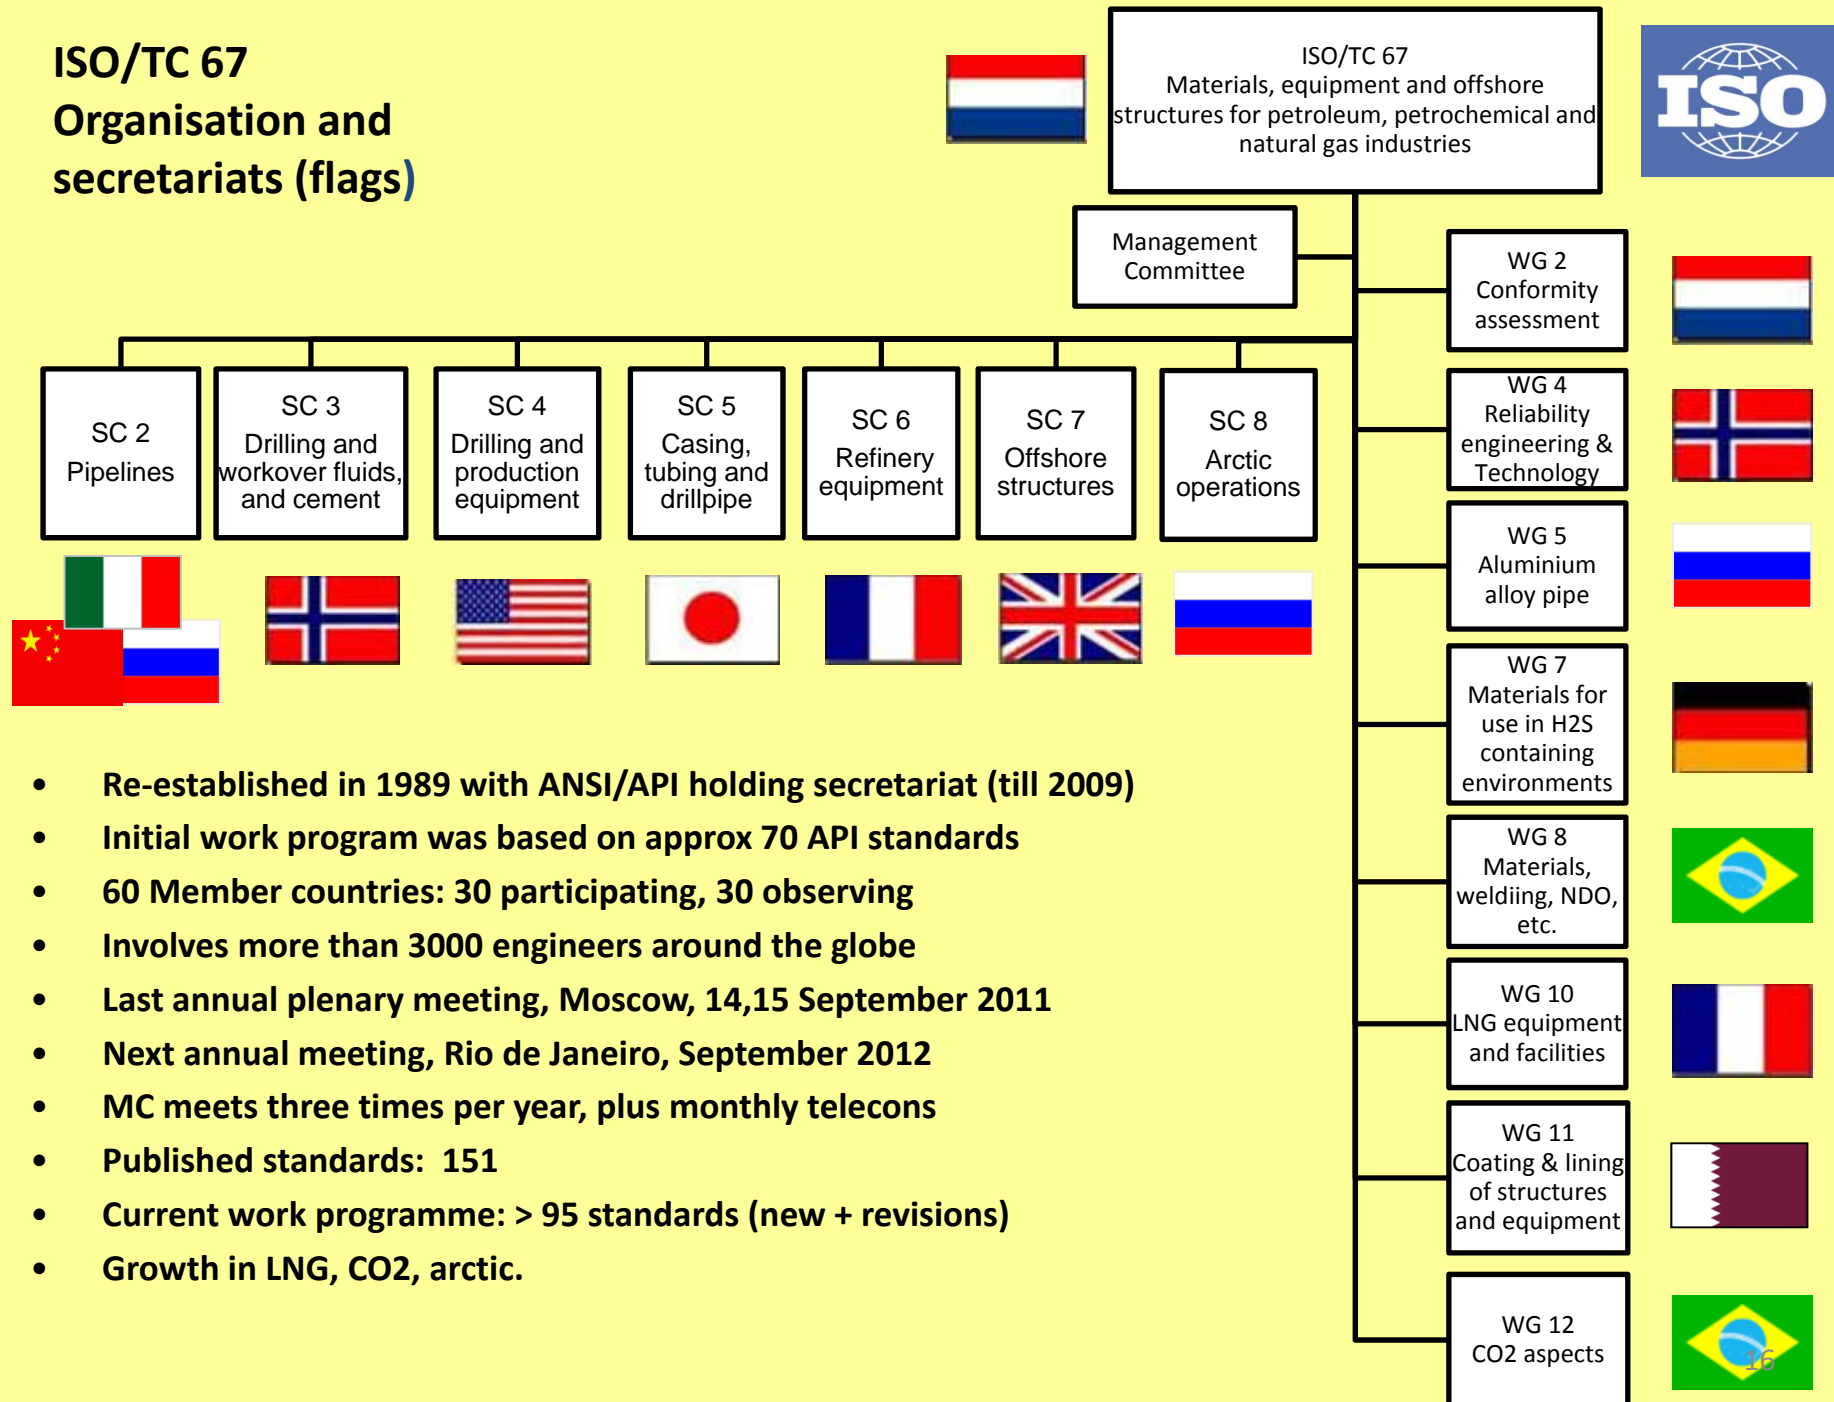 ISO/TC 67
Organisation and
secretariats (flags)
ISO/TC 67
Materials, equipment and offshore
structures for petroleum, petrochemical and
natural gas industries
ISO
Management
Committee
WG 2
Conformity
assessment
SC 2
Pipelines
SC 3
Drilling and
workover fluids,
and cement
SC 4
Drilling and
production
equipment
SC 5
Casing,
tubing and
drillpipe
SC 6
Refinery
equipment
SC 7
Offshore
structures
SC 8
Arctic
operations
WG 4
Reliability
engineering &
Technology
WG 5
Aluminium
alloy pipe
WG 7
Materials for
use in H2S
containing
environments
WG 8
Materials,
weldiing, NDO,
etc.
WG 10
LNG equipment
and facilities
WG 11
Coating & lining
of structures
and equipment
WG 12
CO2 aspects
• Re-established in 1989 with ANSI/API holding secretariat (till 2009)
• Initial work program was based on approx 70 API standards
• 60 Member countries: 30 participating, 30 observing
• Involves more than 3000 engineers around the globe
• Last annual plenary meeting, Moscow, 14,15 September 2011
• Next annual meeting, Rio de Janeiro, September 2012
• MC meets three times per year, plus monthly telecons
• Published standards:  151
• Current work programme: > 95 standards (new + revisions)
• Growth in LNG, CO2, arctic.
16